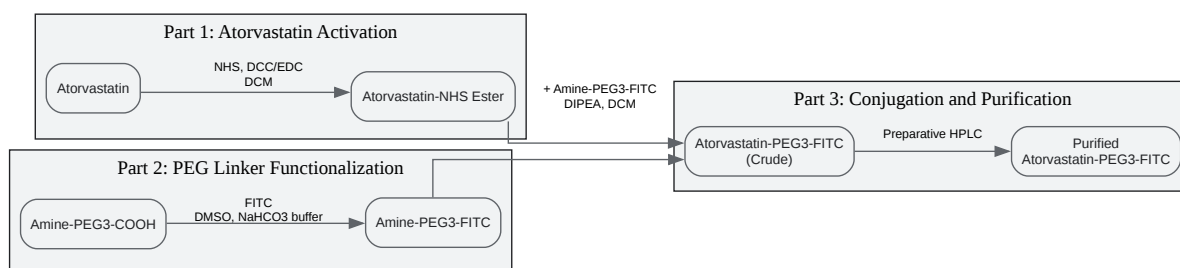 Part 1: Atorvastatin Activation
Atorvastatin
NHS, DCC/EDC
DCM
Atorvastatin-NHS Ester
+ Amine-PEG3-FITC
DIPEA, DCM
Part 2: PEG Linker Functionalization
Amine-PEG3-COOH
FITC
DMSO, NaHCO3 buffer
Amine-PEG3-FITC
Part 3: Conjugation and Purification
Atorvastatin-PEG3-FITC
(Crude)
Preparative HPLC
Purified
Atorvastatin-PEG3-FITC